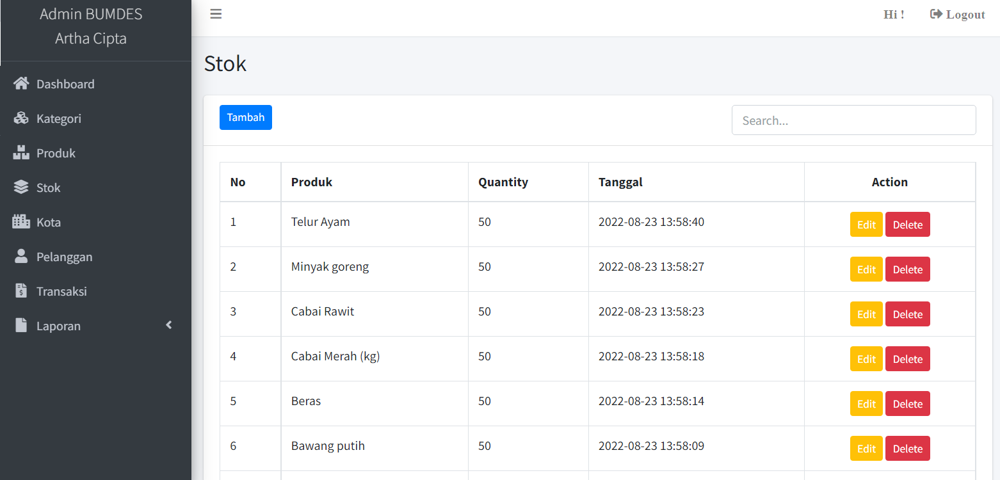 Admin BUMDES
Artha Cipta
Hi !
Logout
Dashboard
Kategori
Produk
Stok
Kota
Pelanggan
Transaksi
Laporan
Stok
Tambah
Search...
No Produk Quantity Tanggal Action
1 Telur Ayam 50 2022-08-23 13:58:40 Edit Delete
2 Minyak goreng 50 2022-08-23 13:58:27 Edit Delete
3 Cabai Rawit 50 2022-08-23 13:58:23 Edit Delete
4 Cabai Merah (kg) 50 2022-08-23 13:58:18 Edit Delete
5 Beras 50 2022-08-23 13:58:14 Edit Delete
6 Bawang putih 50 2022-08-23 13:58:09 Edit Delete